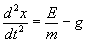 d²x/dt² = E/m − g